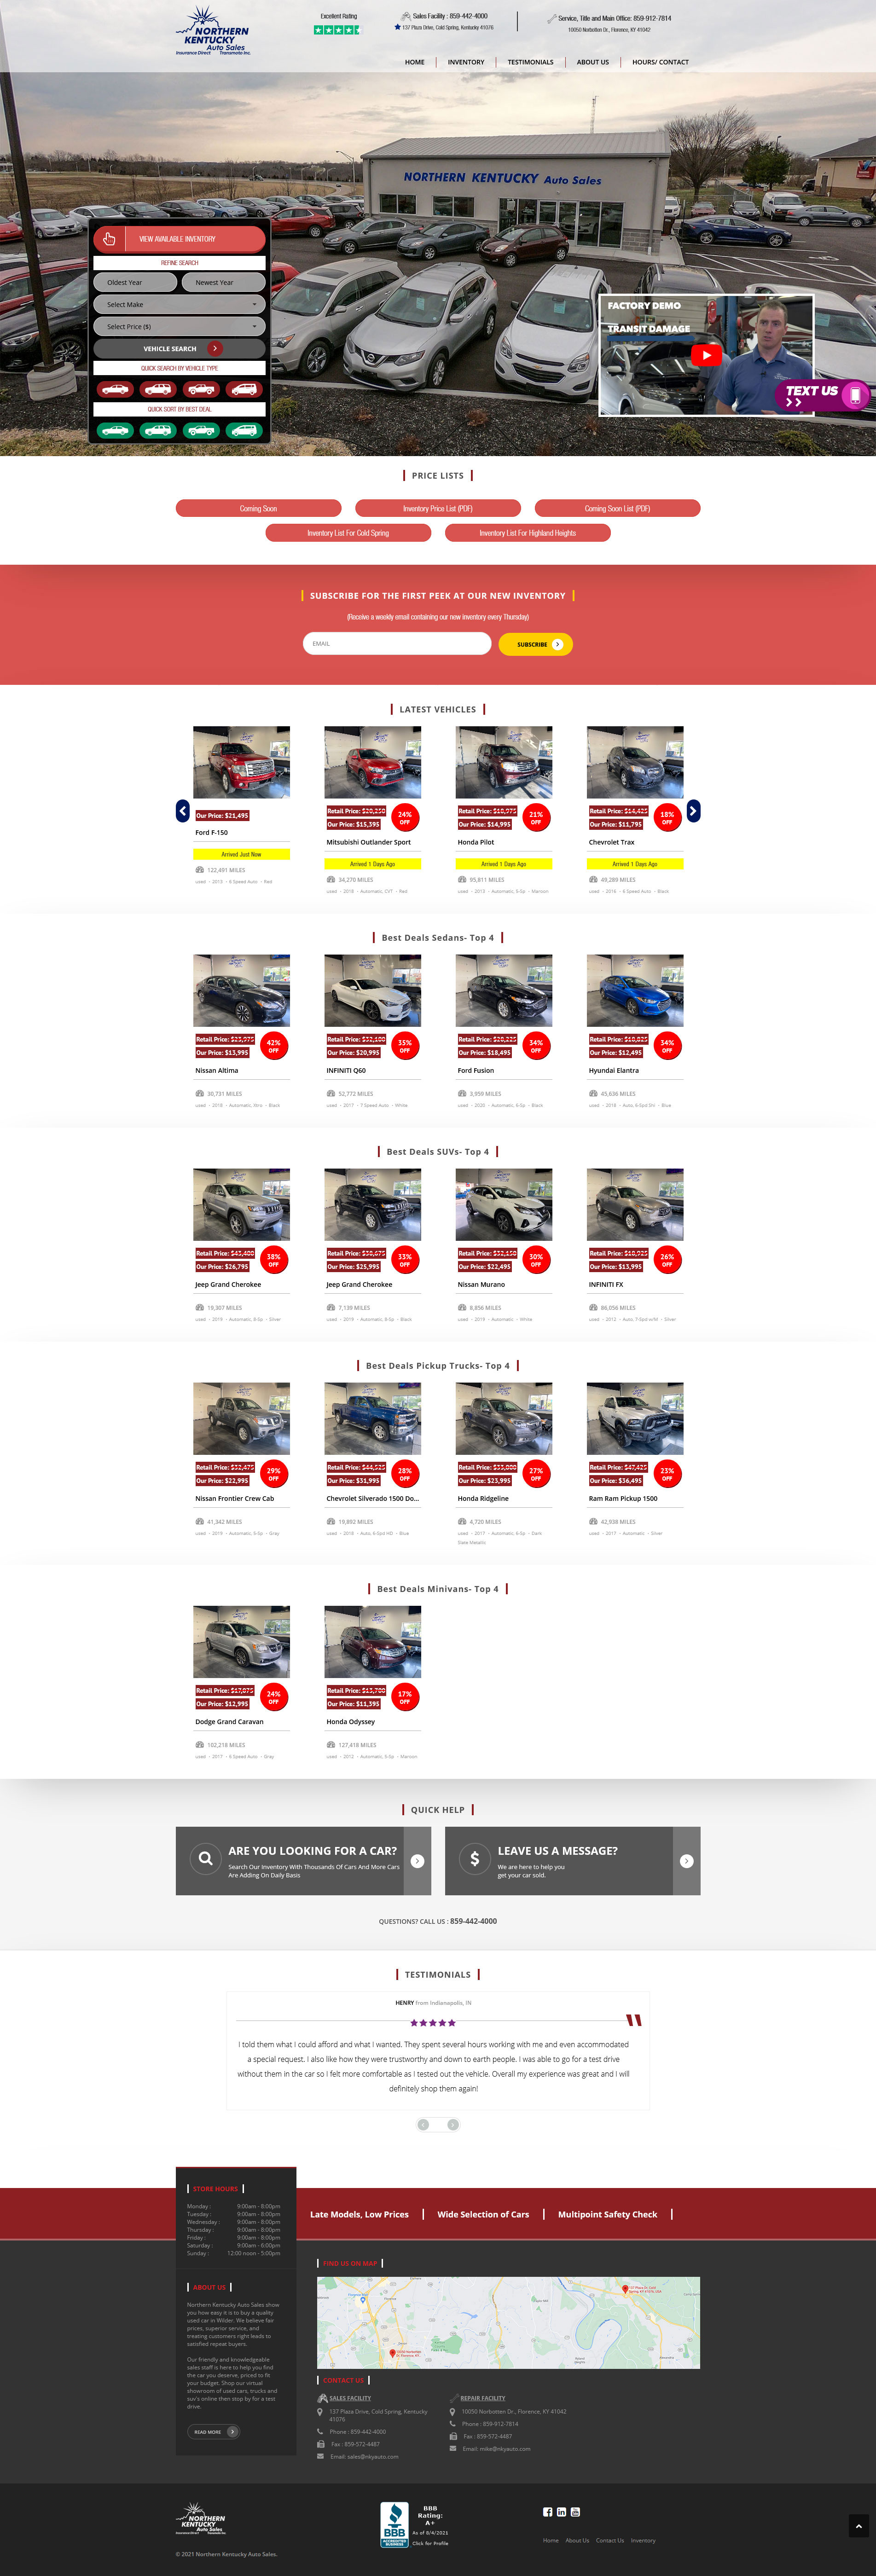 NORTHERN
KENTUCKY
Auto Sales
Insurance Direct Transmoto Inc.
Excellent Rating
Sales Facility : 859-442-4000
137 Plaza Drive, Cold Spring, Kentucky 41076
Service, Title and Main Office: 859-912-7814
10050 Norbotten Dr., Florence, KY 41042
HOME
INVENTORY
TESTIMONIALS
ABOUT US
HOURS/ CONTACT
NORTHERN KENTUCKY Auto Sales
VIEW AVAILABLE INVENTORY
REFINE SEARCH
Oldest Year
Newest Year
Select Make
Select Price ($)
VEHICLE SEARCH
QUICK SEARCH BY VEHICLE TYPE
QUICK SORT BY BEST DEAL
FACTORY DEMO
TRANSIT DAMAGE
TEXT US
PRICE LISTS
Coming Soon
Inventory Price List (PDF)
Coming Soon List (PDF)
Inventory List For Cold Spring
Inventory List For Highland Heights
SUBSCRIBE FOR THE FIRST PEEK AT OUR NEW INVENTORY
(Receive a weekly email containing our new inventory every Thursday)
EMAIL
SUBSCRIBE
LATEST VEHICLES
Our Price: $21,495
Ford F-150
Arrived Just Now
122,491 MILES
used - 2013 - 6 Speed Auto - Red
Retail Price: $20,250
Our Price: $15,395
24%
OFF
Mitsubishi Outlander Sport
Arrived 1 Days Ago
34,270 MILES
used - 2018 - Automatic, CVT - Red
Retail Price: $18,975
Our Price: $14,995
21%
OFF
Honda Pilot
Arrived 1 Days Ago
95,811 MILES
used - 2013 - Automatic, 5-Sp - Maroon
Retail Price: $14,425
Our Price: $11,795
18%
OFF
Chevrolet Trax
Arrived 1 Days Ago
49,289 MILES
used - 2016 - 6 Speed Auto - Black
Best Deals Sedans- Top 4
Retail Price: $23,975
Our Price: $13,995
42%
OFF
Nissan Altima
30,731 MILES
used - 2018 - Automatic, Xtro - Black
Retail Price: $32,100
Our Price: $20,995
35%
OFF
INFINITI Q60
52,772 MILES
used - 2017 - 7 Speed Auto - White
Retail Price: $28,225
Our Price: $18,495
34%
OFF
Ford Fusion
3,959 MILES
used - 2020 - Automatic, 6-Sp - Black
Retail Price: $18,825
Our Price: $12,495
34%
OFF
Hyundai Elantra
45,636 MILES
used - 2018 - Auto, 6-Spd Shi - Blue
Best Deals SUVs- Top 4
Retail Price: $43,400
Our Price: $26,795
38%
OFF
Jeep Grand Cherokee
19,307 MILES
used - 2019 - Automatic, 8-Sp - Silver
Retail Price: $38,675
Our Price: $25,995
33%
OFF
Jeep Grand Cherokee
7,139 MILES
used - 2019 - Automatic, 8-Sp - Black
Retail Price: $32,150
Our Price: $22,495
30%
OFF
Nissan Murano
8,856 MILES
used - 2019 - Automatic - White
Retail Price: $18,925
Our Price: $13,995
26%
OFF
INFINITI FX
86,056 MILES
used - 2012 - Auto, 7-Spd w/M - Silver
Best Deals Pickup Trucks- Top 4
Retail Price: $32,475
Our Price: $22,995
29%
OFF
Nissan Frontier Crew Cab
41,342 MILES
used - 2019 - Automatic, 5-Sp - Gray
Retail Price: $44,525
Our Price: $31,995
28%
OFF
Chevrolet Silverado 1500 Do...
19,892 MILES
used - 2018 - Auto, 6-Spd HD - Blue
Retail Price: $33,000
Our Price: $23,995
27%
OFF
Honda Ridgeline
4,720 MILES
used - 2017 - Automatic, 6-Sp - Dark
Slate Metallic
Retail Price: $47,425
Our Price: $36,495
23%
OFF
Ram Ram Pickup 1500
42,938 MILES
used - 2017 - Automatic - Silver
Best Deals Minivans- Top 4
Retail Price: $17,075
Our Price: $12,995
24%
OFF
Dodge Grand Caravan
102,218 MILES
used - 2017 - 6 Speed Auto - Gray
Retail Price: $13,700
Our Price: $11,395
17%
OFF
Honda Odyssey
127,418 MILES
used - 2012 - Automatic, 5-Sp - Maroon
QUICK HELP
ARE YOU LOOKING FOR A CAR?
Search Our Inventory With Thousands Of Cars And More Cars
Are Adding On Daily Basis
LEAVE US A MESSAGE?
We are here to help you
get your car sold.
QUESTIONS? CALL US : 859-442-4000
TESTIMONIALS
HENRY from Indianapolis, IN
I told them what I could afford and what I wanted. They spent several hours working with me and even accommodated
a special request. I also like how they were trustworthy and down to earth people. I was able to go for a test drive
without them in the car so I felt more comfortable as I tested out the vehicle. Overall my experience was great and I will
definitely shop them again!
STORE HOURS
Monday : 9:00am - 8:00pm
Tuesday : 9:00am - 8:00pm
Wednesday : 9:00am - 8:00pm
Thursday : 9:00am - 8:00pm
Friday : 9:00am - 8:00pm
Saturday : 9:00am - 6:00pm
Sunday : 12:00 noon - 5:00pm
Late Models, Low Prices
Wide Selection of Cars
Multipoint Safety Check
ABOUT US
Northern Kentucky Auto Sales show
you how easy it is to buy a quality
used car in Wilder. We believe fair
prices, superior service, and
treating customers right leads to
satisfied repeat buyers.
Our friendly and knowledgeable
sales staff is here to help you find
the car you deserve, priced to fit
your budget. Shop our virtual
showroom of used cars, trucks and
suv's online then stop by for a test
drive.
READ MORE
FIND US ON MAP
CONTACT US
SALES FACILITY
137 Plaza Drive, Cold Spring, Kentucky
41076
Phone : 859-442-4000
Fax : 859-572-4487
Email: sales@nkyauto.com
REPAIR FACILITY
10050 Norbotten Dr., Florence, KY 41042
Phone : 859-912-7814
Fax : 859-572-4487
Email: mike@nkyauto.com
NORTHERN
KENTUCKY
Auto Sales
© 2021 Northern Kentucky Auto Sales.
BBB
ACCREDITED
BUSINESS
BBB
Rating:
A+
As of 8/4/2021
Click for Profile
Home
About Us
Contact Us
Inventory